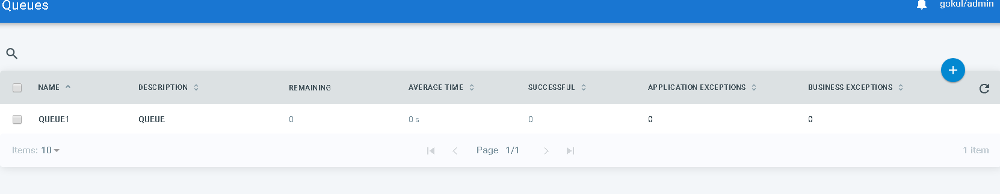 Queues
gokul/admin
NAME DESCRIPTION REMAINING AVERAGE TIME SUCCESSFUL APPLICATION EXCEPTIONS BUSINESS EXCEPTIONS
QUEUE1 QUEUE 0 0 s 0 0 0
Items: 10 Page 1/1 1 item